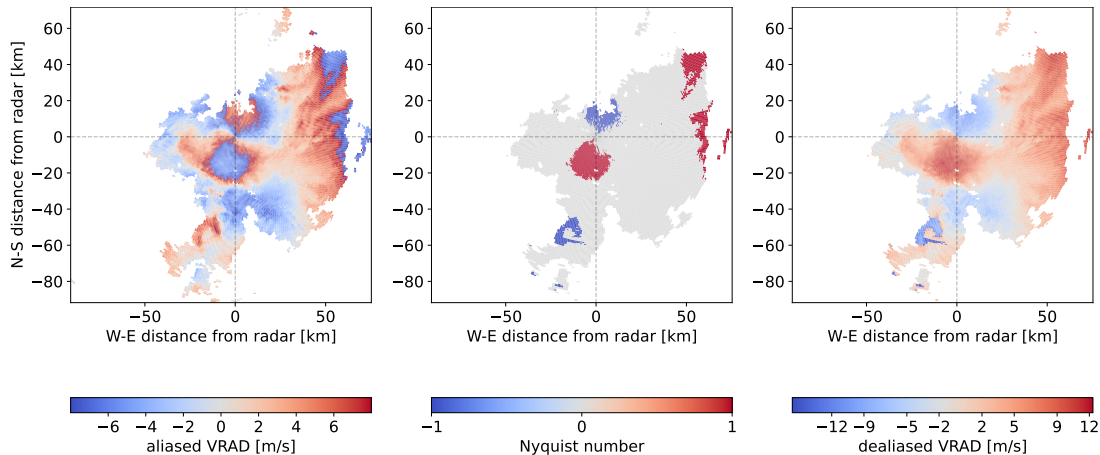 60
40
20
0
−20
−40
−60
−80
N-S distance from radar [km]
−50 0 50
W-E distance from radar [km]
60
40
20
0
−20
−40
−60
−80
−50 0 50
W-E distance from radar [km]
60
40
20
0
−20
−40
−60
−80
−50 0 50
W-E distance from radar [km]
−6 −4 −2 0 2 4 6
aliased VRAD [m/s]
−1 0 1
Nyquist number
−12 −9 −5 −2 2 5 9 12
dealiased VRAD [m/s]